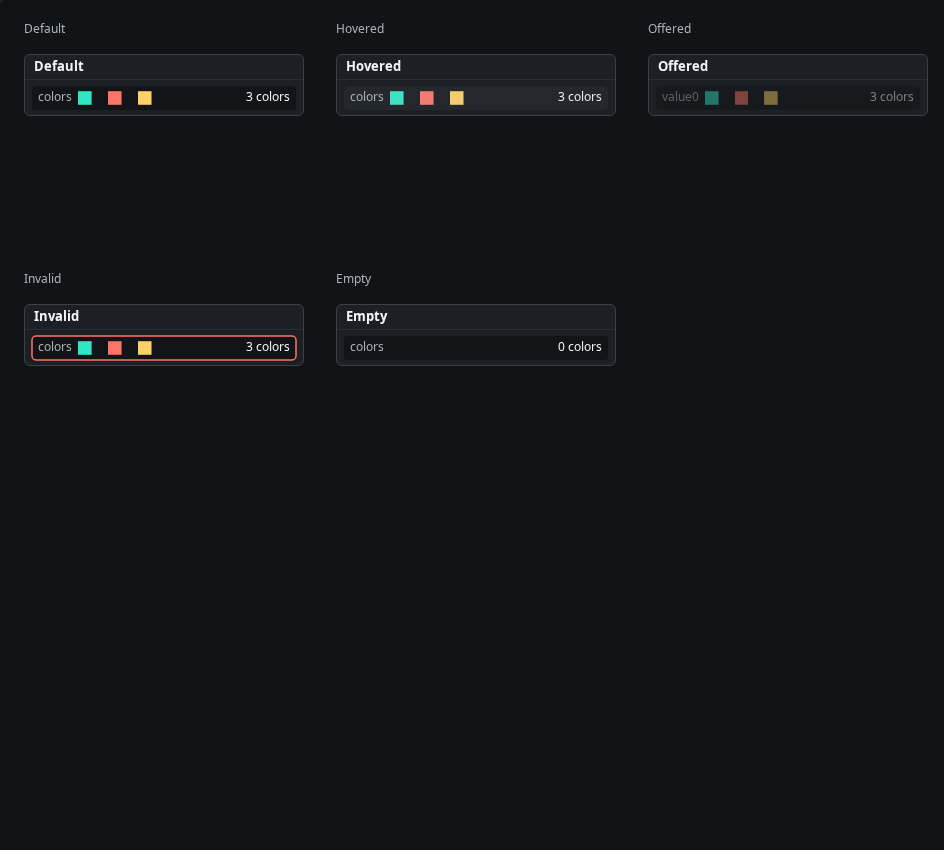 Default
Hovered
Offered
Default
Hovered
Offered
colors 3 colors
colors 3 colors
value0 3 colors
Invalid
Empty
Invalid
Empty
colors 3 colors
colors 0 colors